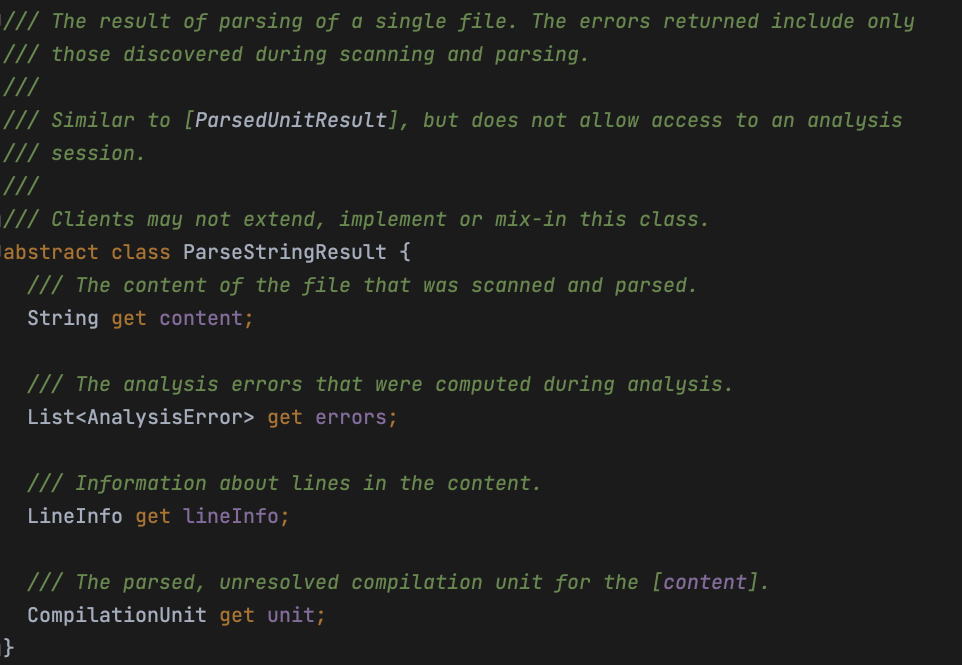 /// The result of parsing of a single file. The errors returned include only
/// those discovered during scanning and parsing.
///
/// Similar to [ParsedUnitResult], but does not allow access to an analysis
/// session.
///
/// Clients may not extend, implement or mix-in this class.
abstract class ParseStringResult {
  /// The content of the file that was scanned and parsed.
  String get content;

  /// The analysis errors that were computed during analysis.
  List<AnalysisError> get errors;

  /// Information about lines in the content.
  LineInfo get lineInfo;

  /// The parsed, unresolved compilation unit for the [content].
  CompilationUnit get unit;
}